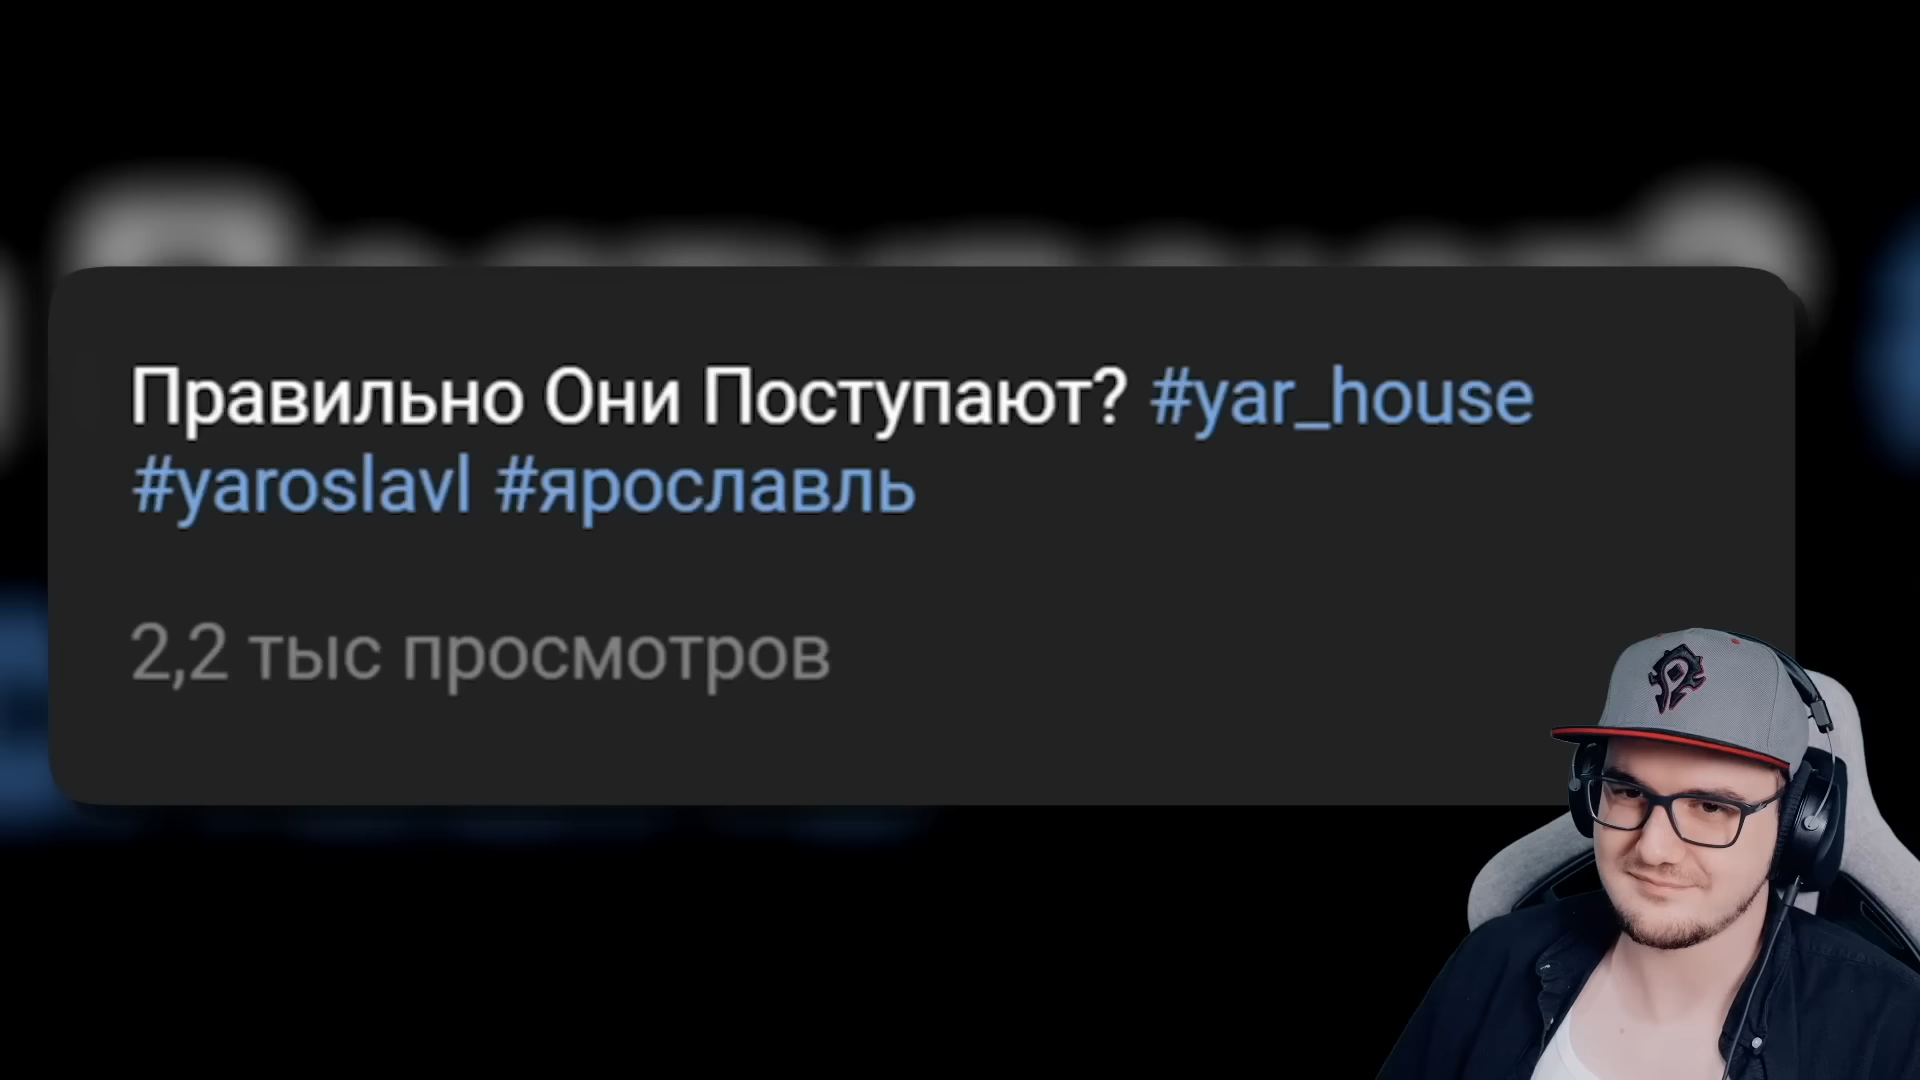 Правильно Они Поступают? #yar_house
#yaroslavl #ярославль
2,2 тыс просмотров